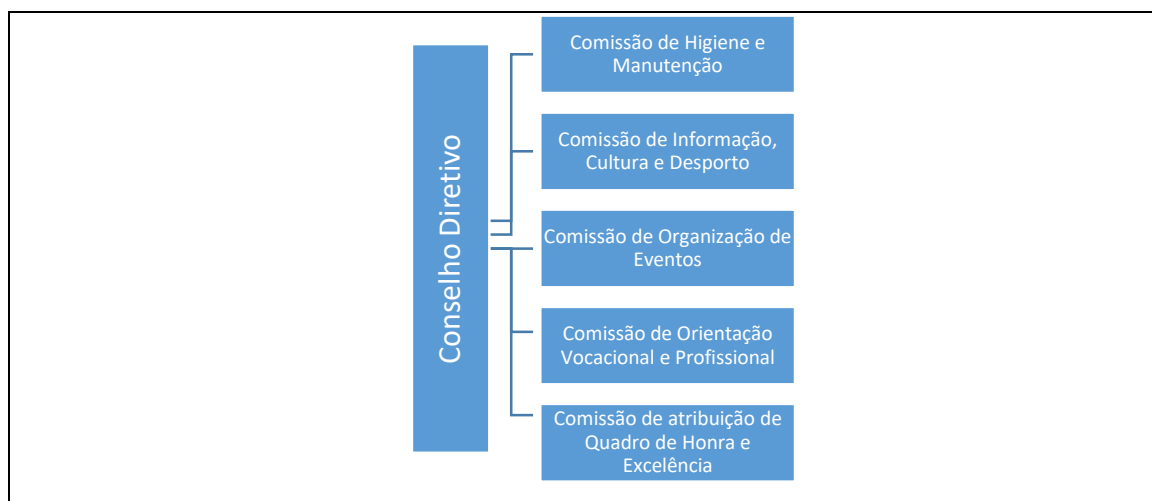 Conselho Diretivo
Comissão de Higiene e
Manutenção
Comissão de Informação,
Cultura e Desporto
Comissão de Organização de
Eventos
Comissão de Orientação
Vocacional e Profissional
Comissão de atribuição de
Quadro de Honra e
Excelência